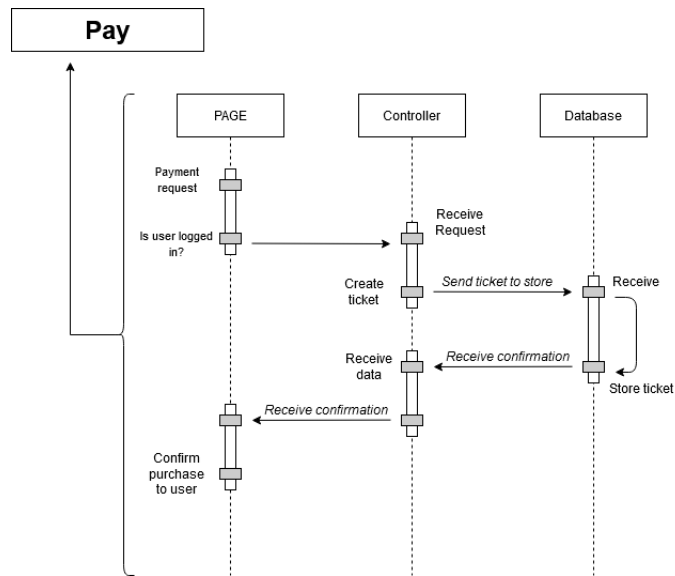 Pay
PAGE
Controller
Database
Payment
request
Is user logged
in?
Receive
Request
Create
ticket
Send ticket to store
Receive
Receive
data
Receive confirmation
Store ticket
Receive confirmation
Confirm
purchase
to user